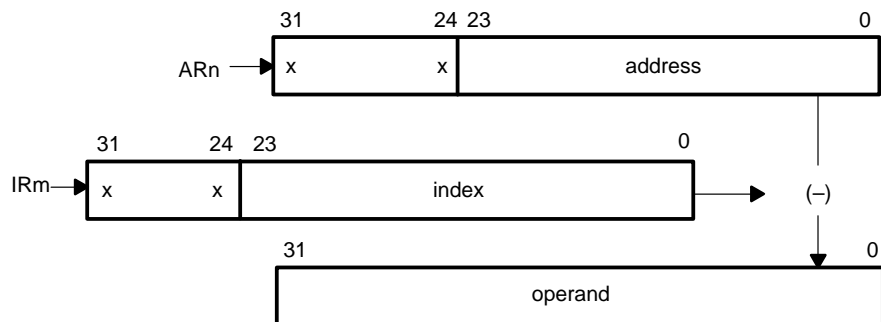 31 24 23 0
ARn x x address
31 24 23 0
IRm x x index (–)
31 0
operand